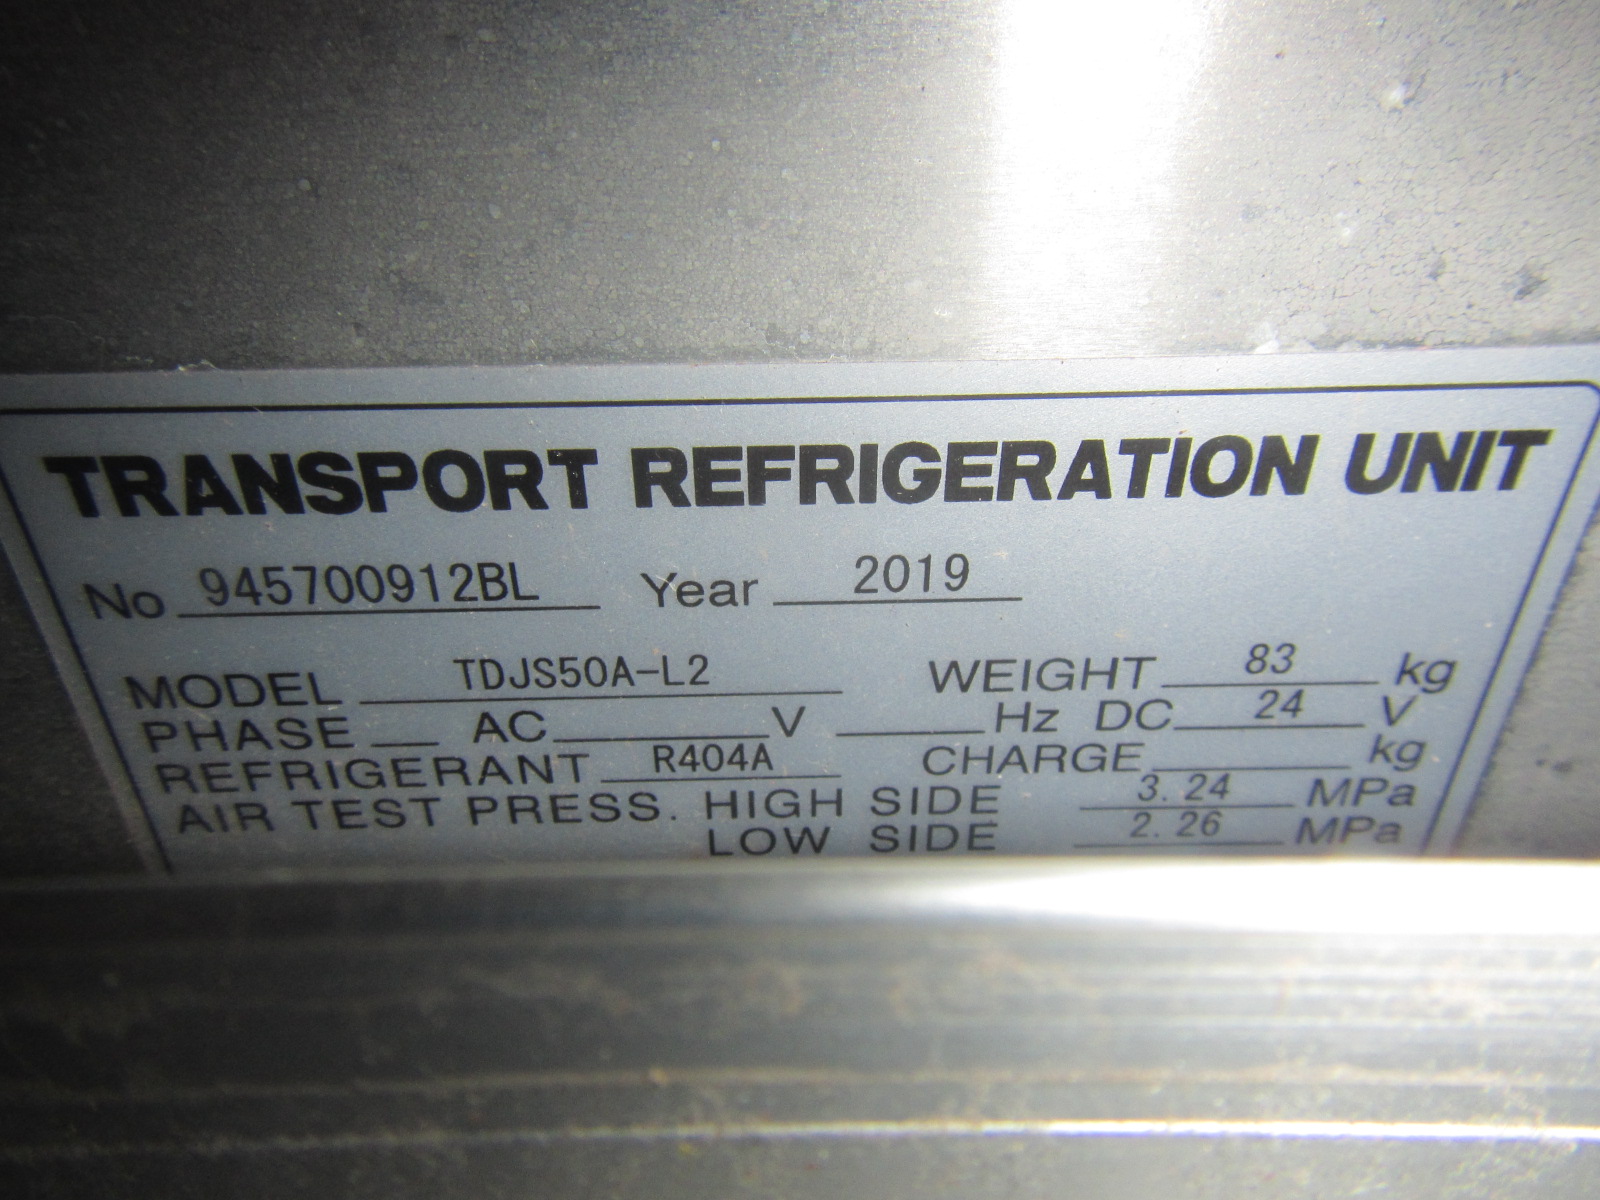 TRANSPORT REFRIGERATION UNIT
No 945700912BL Year 2019
MODEL TDJS50A-L2 WEIGHT 83 kg
PHASE AC V Hz DC 24 V
REFRIGERANT R404A CHARGE kg
AIR TEST PRESS. HIGH SIDE 3.24 MPa
LOW SIDE 2.26 MPa